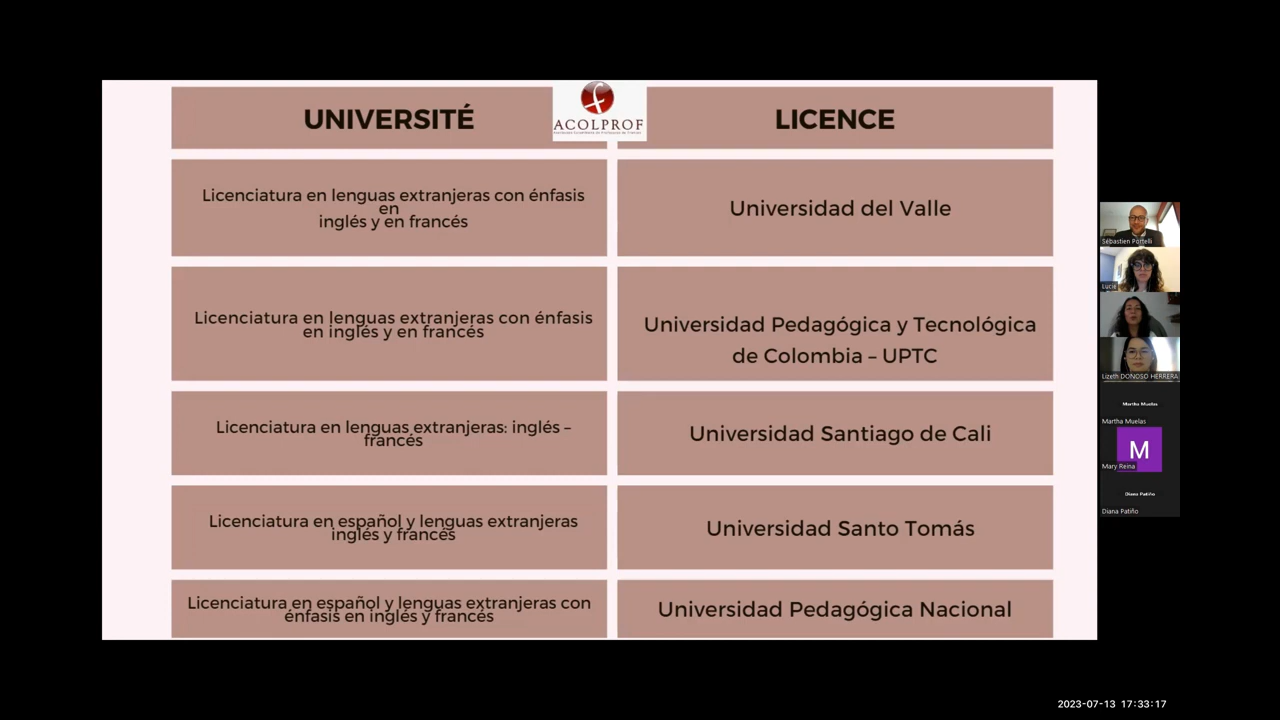 UNIVERSITÉ
ACOLPROF
LICENCE
Licenciatura en lenguas extranjeras con énfasis
en
inglés y en francés
Universidad del Valle
Licenciatura en lenguas extranjeras con énfasis
en inglés y en francés
Universidad Pedagógica y Tecnológica
de Colombia – UPTC
Licenciatura en lenguas extranjeras: inglés –
francés
Universidad Santiago de Cali
Licenciatura en español y lenguas extranjeras
inglés y francés
Universidad Santo Tomás
Licenciatura en español y lenguas extranjeras con
énfasis en inglés y francés
Universidad Pedagógica Nacional
Sébastien Portelli
Lucie
Lizeth DONOSO HERRERA
Martha Muelas
Martha Muelas
M
Mary Reina
Diana Patiño
Diana Patiño
2023-07-13 17:33:17